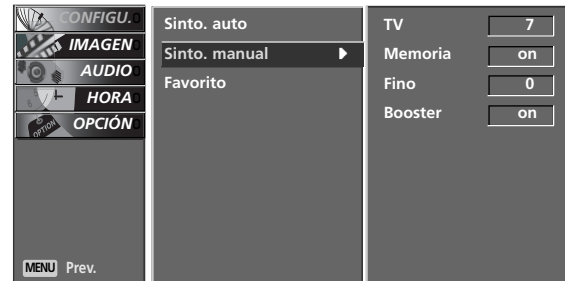 CONFIGU.
IMAGEN
AUDIO
HORA
OPCIÓN
OPTION
MENU Prev.
Sinto. auto
Sinto. manual
Favorito
TV 7
Memoria on
Fino 0
Booster on